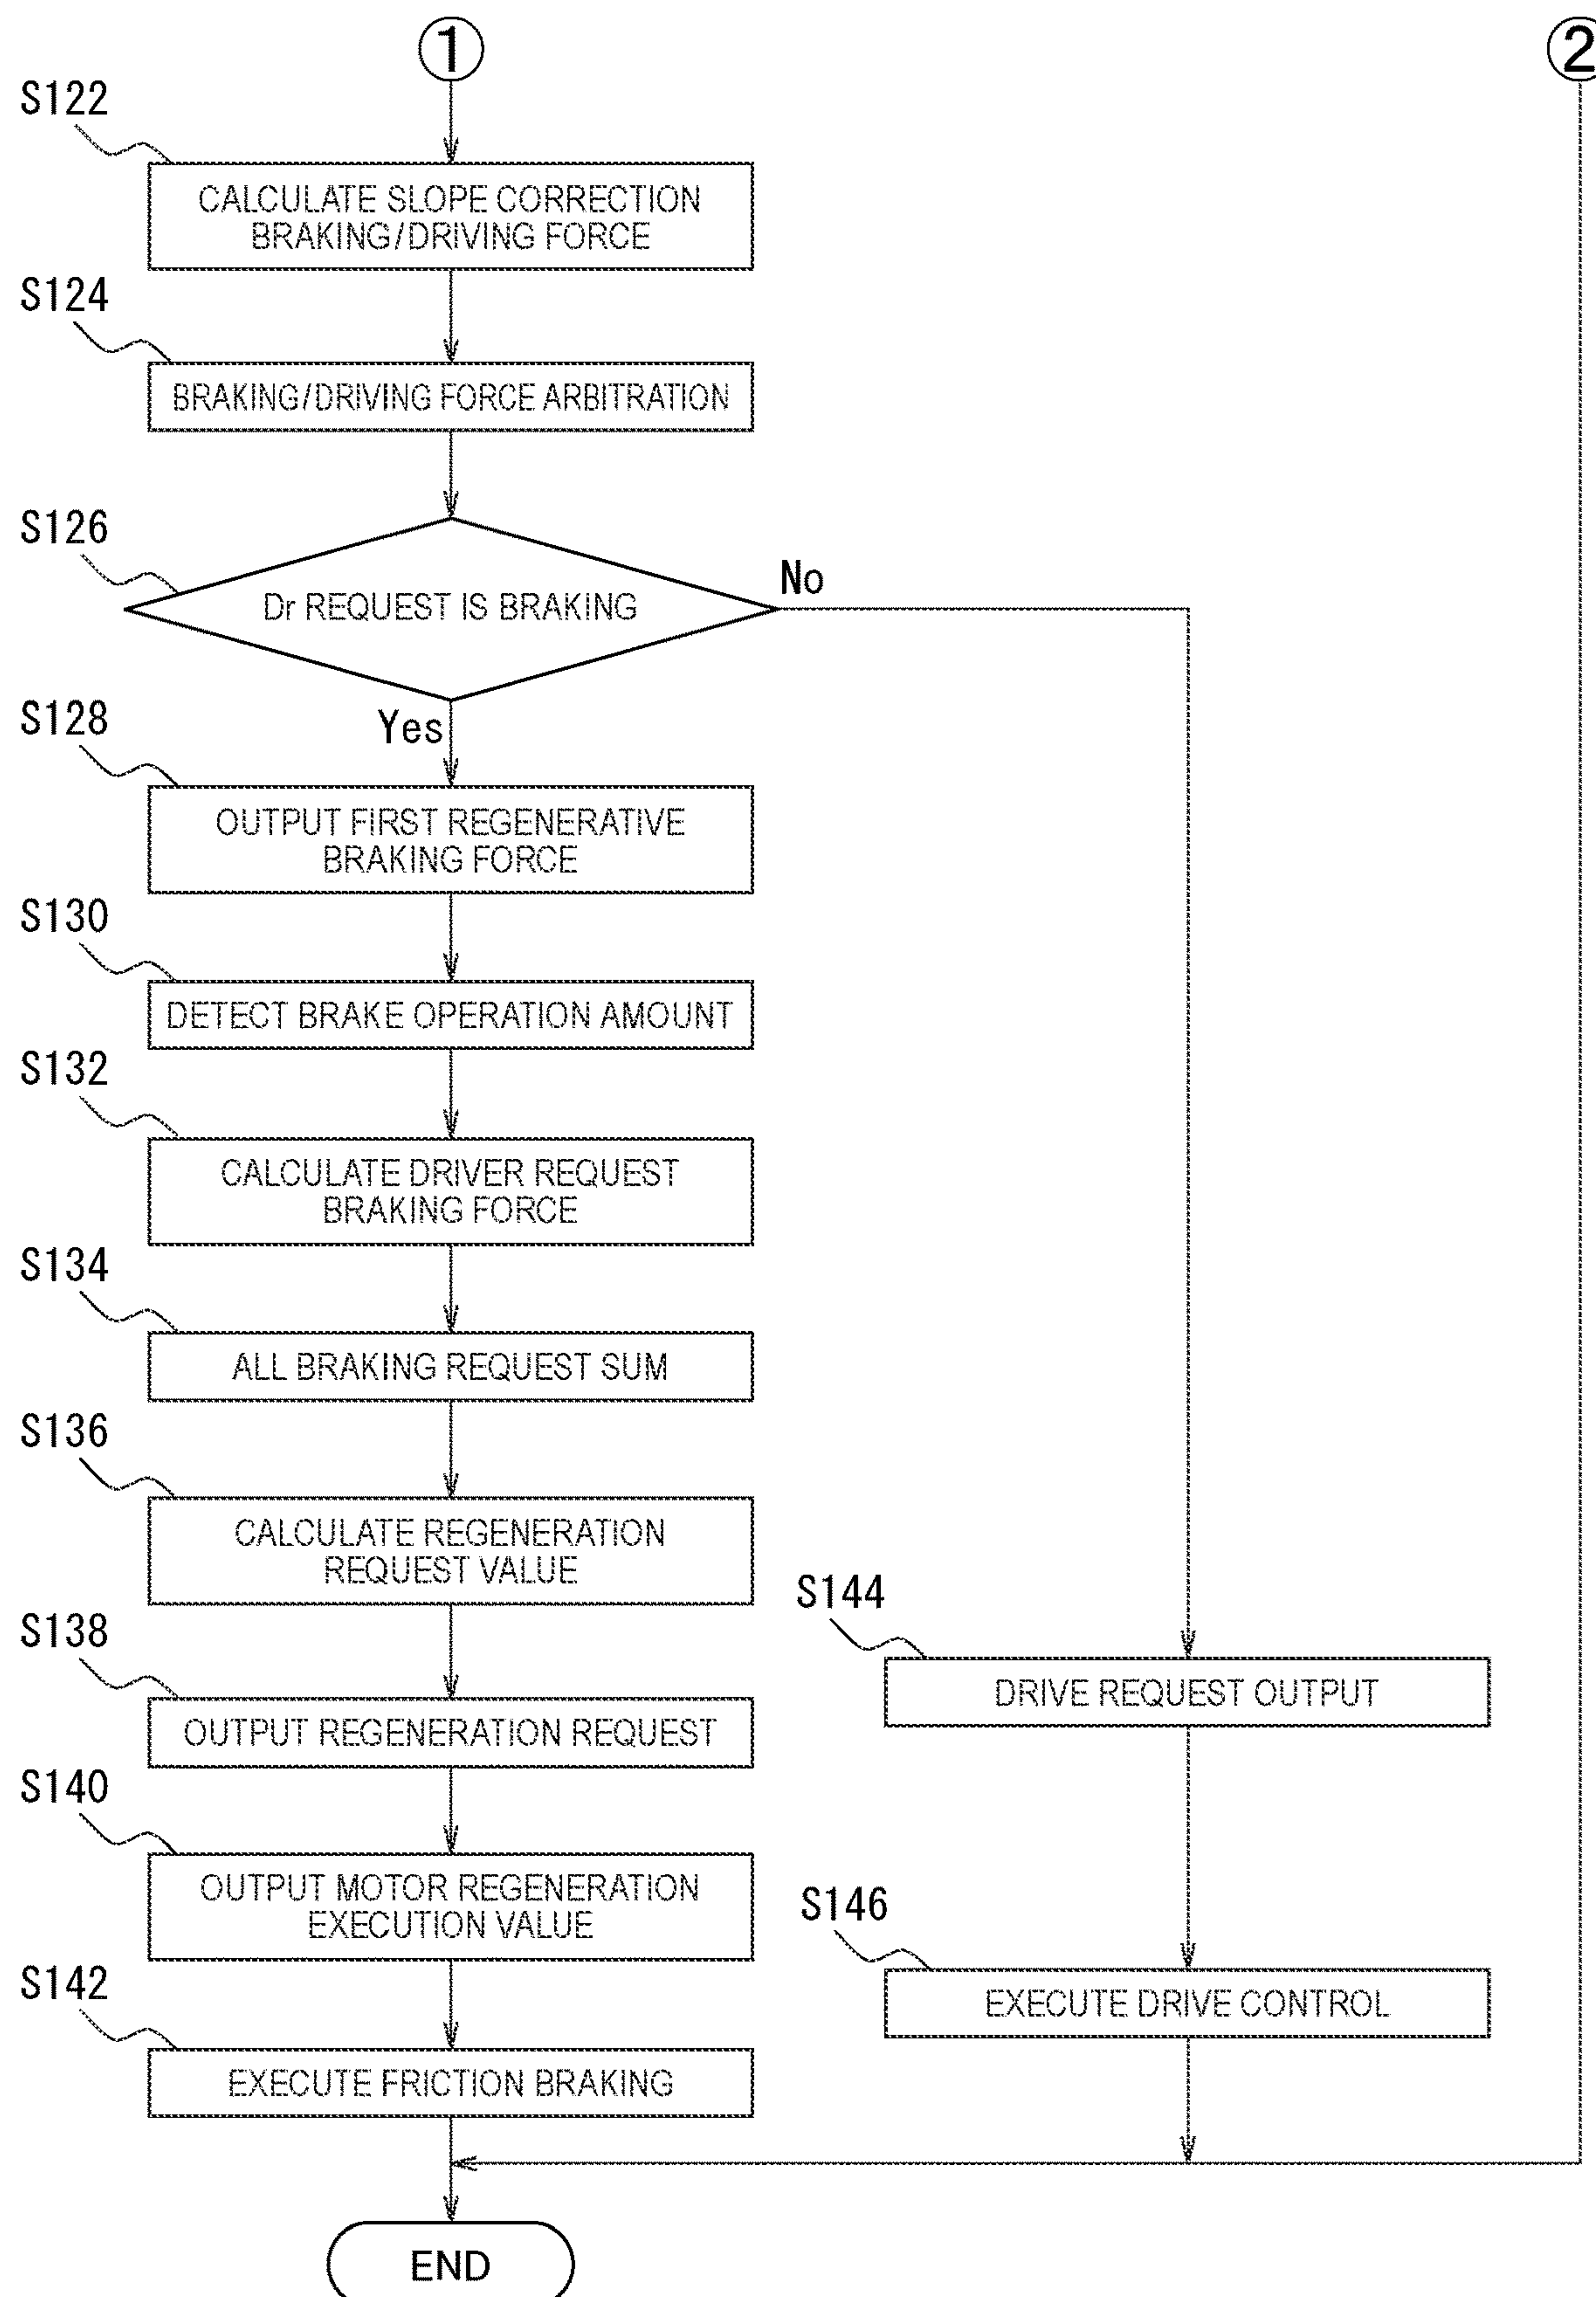 ①
②
S122
CALCULATE SLOPE CORRECTION
BRAKING/DRIVING FORCE
S124
BRAKING/DRIVING FORCE ARBITRATION
S126
Dr REQUEST IS BRAKING
No
Yes
S128
OUTPUT FIRST REGENERATIVE
BRAKING FORCE
S130
DETECT BRAKE OPERATION AMOUNT
S132
CALCULATE DRIVER REQUEST
BRAKING FORCE
S134
ALL BRAKING REQUEST SUM
S136
CALCULATE REGENERATION
REQUEST VALUE
S138
OUTPUT REGENERATION REQUEST
S140
OUTPUT MOTOR REGENERATION
EXECUTION VALUE
S142
EXECUTE FRICTION BRAKING
S144
DRIVE REQUEST OUTPUT
S146
EXECUTE DRIVE CONTROL
END